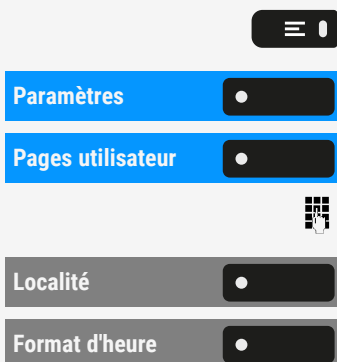 Paramètres
Pages utilisateur
Localité
Format d'heure